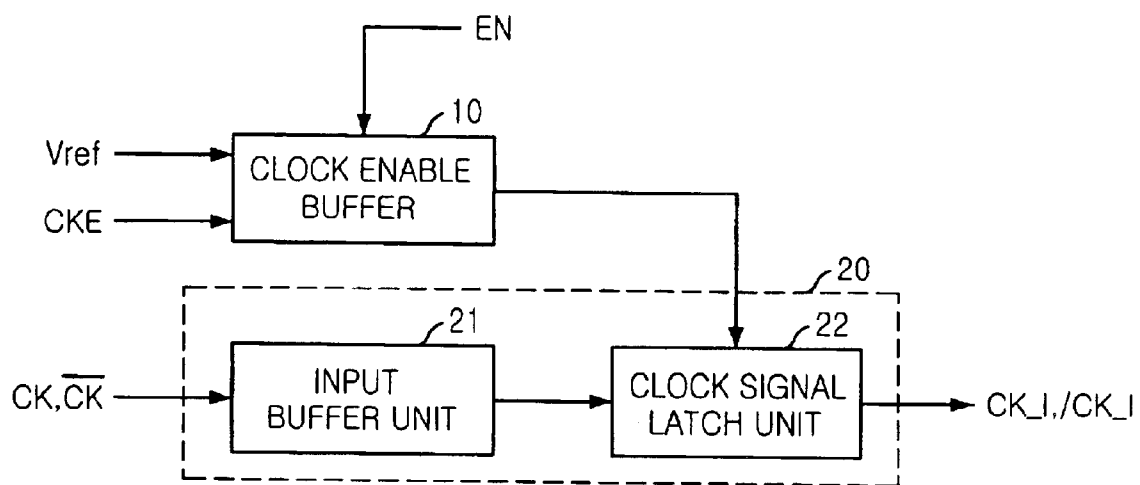 EN
10
Vref
CKE
CLOCK ENABLE
BUFFER
20
21
22
CK,C̅K̅
INPUT
BUFFER UNIT
CLOCK SIGNAL
LATCH UNIT
CK_I,/CK_I